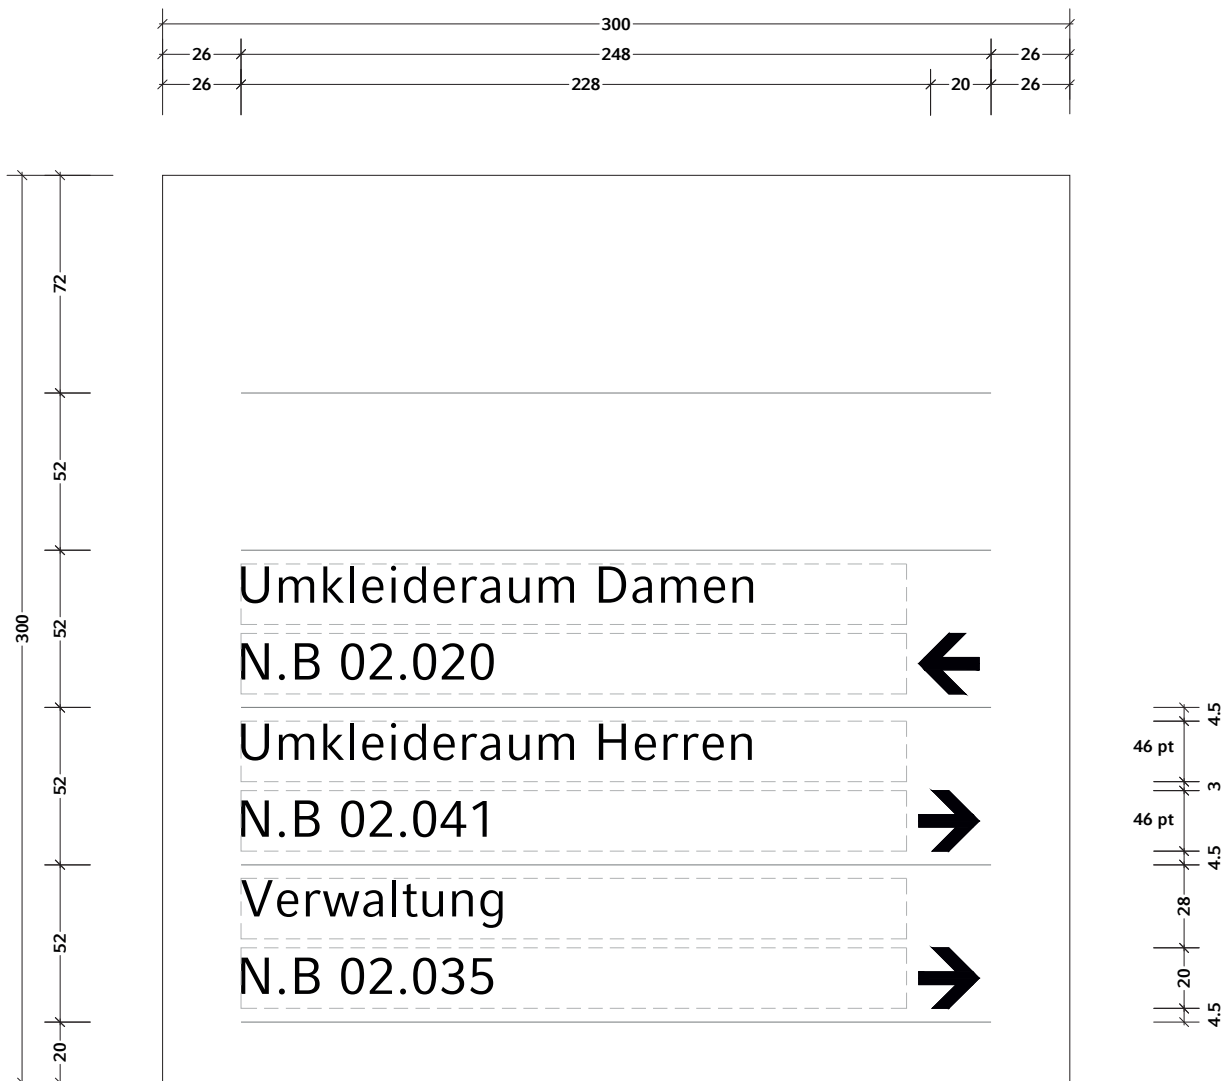 300
26 248 26
26 228 20 26
72
52
300
52
Umkleideraum Damen
N.B 02.020
52
Umkleideraum Herren
N.B 02.041
4.5
46 pt
3
46 pt
4.5
52
Verwaltung
N.B 02.035
28
20
4.5
20